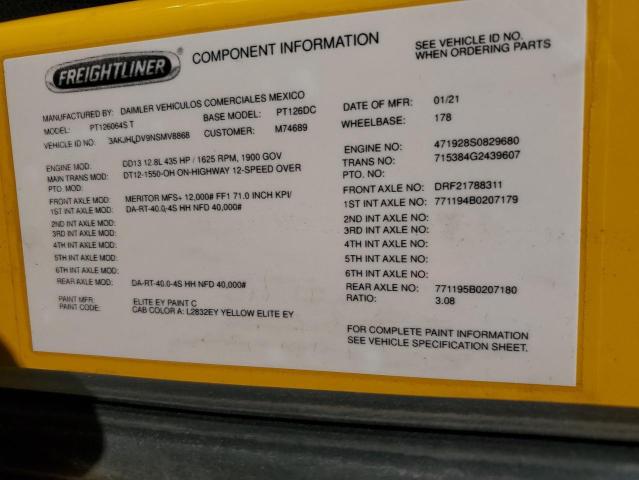 FREIGHTLINER
COMPONENT INFORMATION
SEE VEHICLE ID NO.
WHEN ORDERING PARTS
MANUFACTURED BY: DAIMLER VEHICULOS COMERCIALES MEXICO
MODEL: PT126064S T BASE MODEL: PT126DC
VEHICLE ID NO: 3AKJHLDV9NSMV8868 CUSTOMER: M74689
DATE OF MFR: 01/21
WHEELBASE: 178
ENGINE MOD: DD13 12.8L 435 HP / 1625 RPM, 1900 GOV
MAIN TRANS MOD: DT12-1550-OH ON-HIGHWAY 12-SPEED OVER
PTO. MOD:
ENGINE NO: 471928S0829680
TRANS NO: 715384G2439607
PTO. NO:
FRONT AXLE MOD: MERITOR MFS+ 12,000# FF1 71.0 INCH KPI/
1ST INT AXLE MOD: DA-RT-40.0-4S HH NFD 40,000#
2ND INT AXLE MOD:
3RD INT AXLE MOD:
4TH INT AXLE MOD:
5TH INT AXLE MOD:
6TH INT AXLE MOD:
REAR AXLE MOD: DA-RT-40.0-4S HH NFD 40,000#
FRONT AXLE NO: DRF21788311
1ST INT AXLE NO: 771194B0207179
2ND INT AXLE NO:
3RD INT AXLE NO:
4TH INT AXLE NO:
5TH INT AXLE NO:
6TH INT AXLE NO:
REAR AXLE NO: 771195B0207180
RATIO: 3.08
PAINT MFR: ELITE EY PAINT C
PAINT CODE: CAB COLOR A: L2832EY YELLOW ELITE EY
FOR COMPLETE PAINT INFORMATION
SEE VEHICLE SPECIFICATION SHEET.